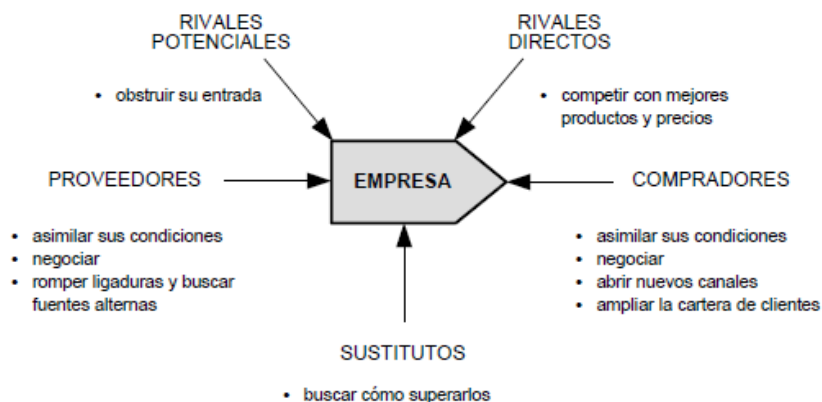 RIVALES
POTENCIALES
• obstruir su entrada
RIVALES
DIRECTOS
• competir con mejores
productos y precios
PROVEEDORES
• asimilar sus condiciones
• negociar
• romper ligaduras y buscar
fuentes alternas
EMPRESA
COMPRADORES
• asimilar sus condiciones
• negociar
• abrir nuevos canales
• ampliar la cartera de clientes
SUSTITUTOS
• buscar cómo superarlos